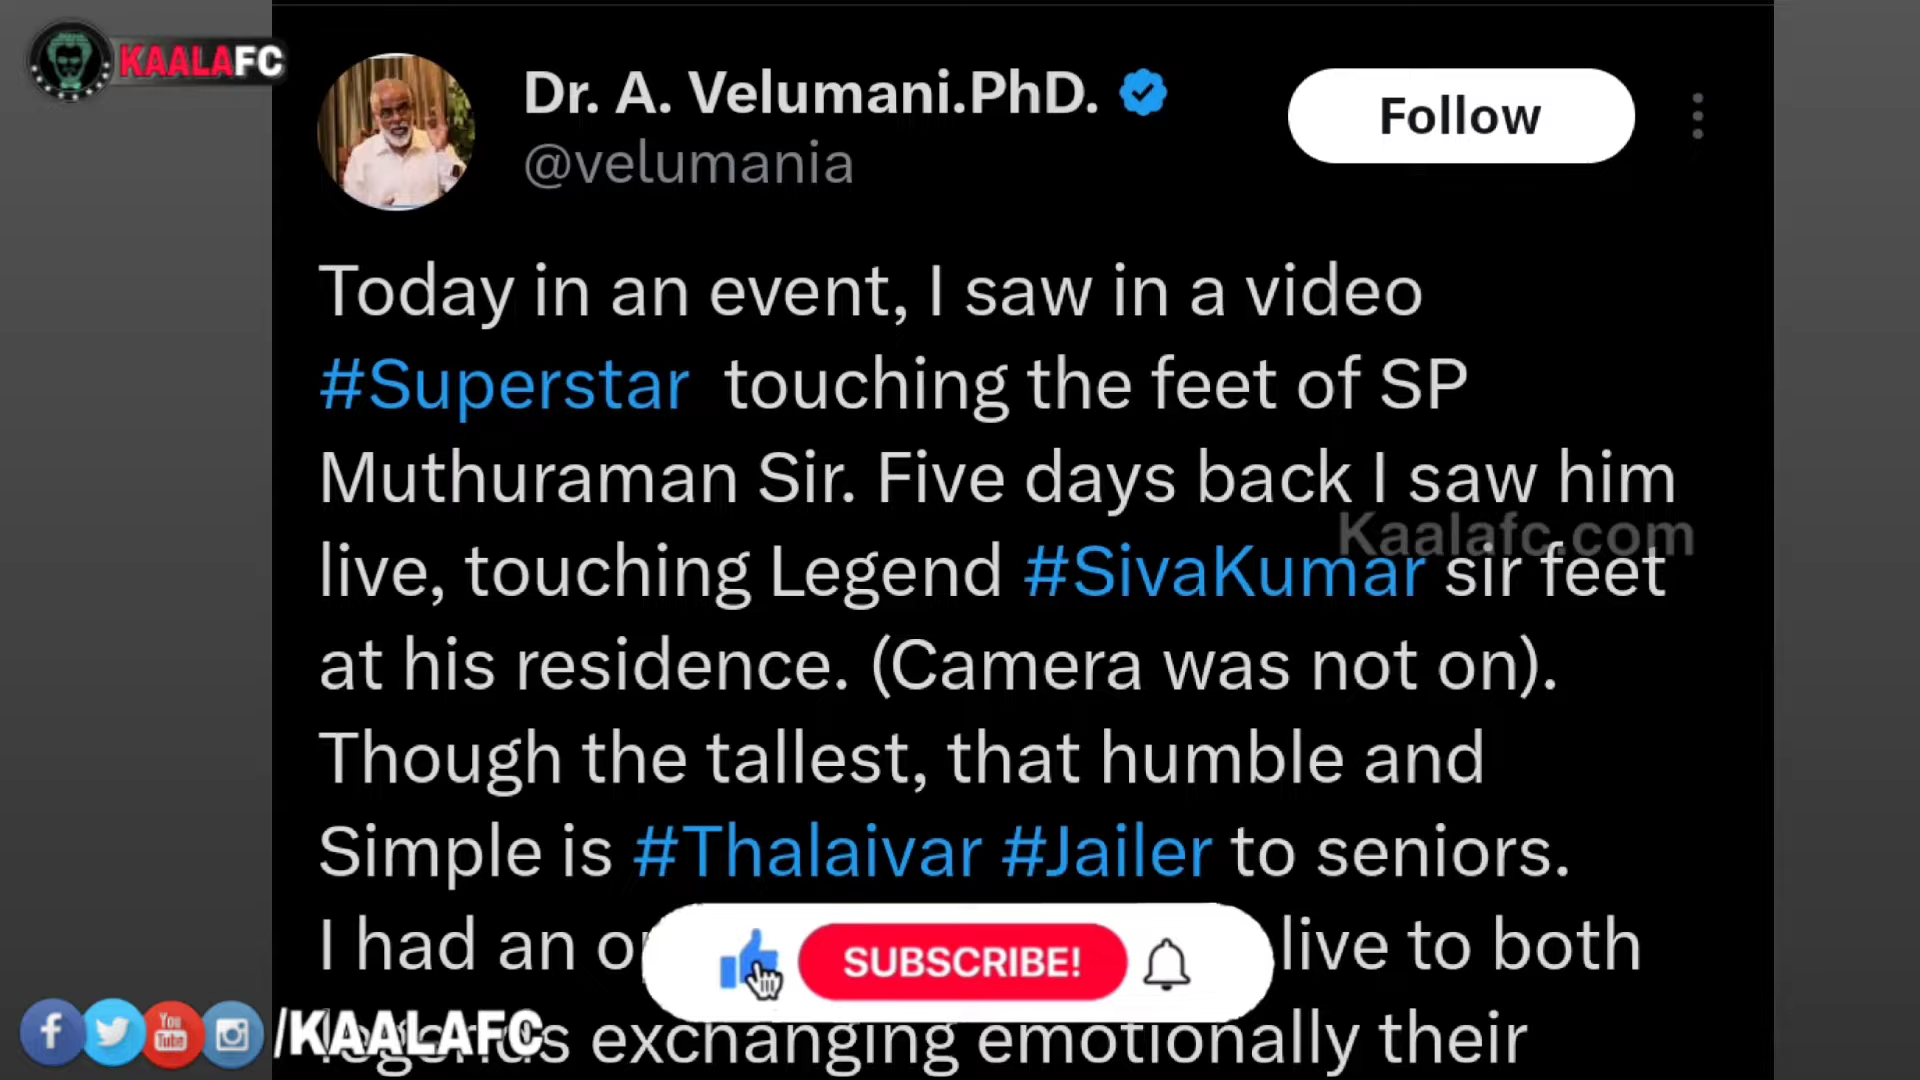 KAALAFC
Dr. A. Velumani.PhD.
@velumania
Follow
Today in an event, I saw in a video
#Superstar touching the feet of SP
Muthuraman Sir. Five days back I saw him
Kaalafc.com
live, touching Legend #SivaKumar sir feet
at his residence. (Camera was not on).
Though the tallest, that humble and
Simple is #Thalaivar #Jailer to seniors.
I had an live to both
SUBSCRIBE!
exchanging emotionally their
You
Tube
/KAALAFC